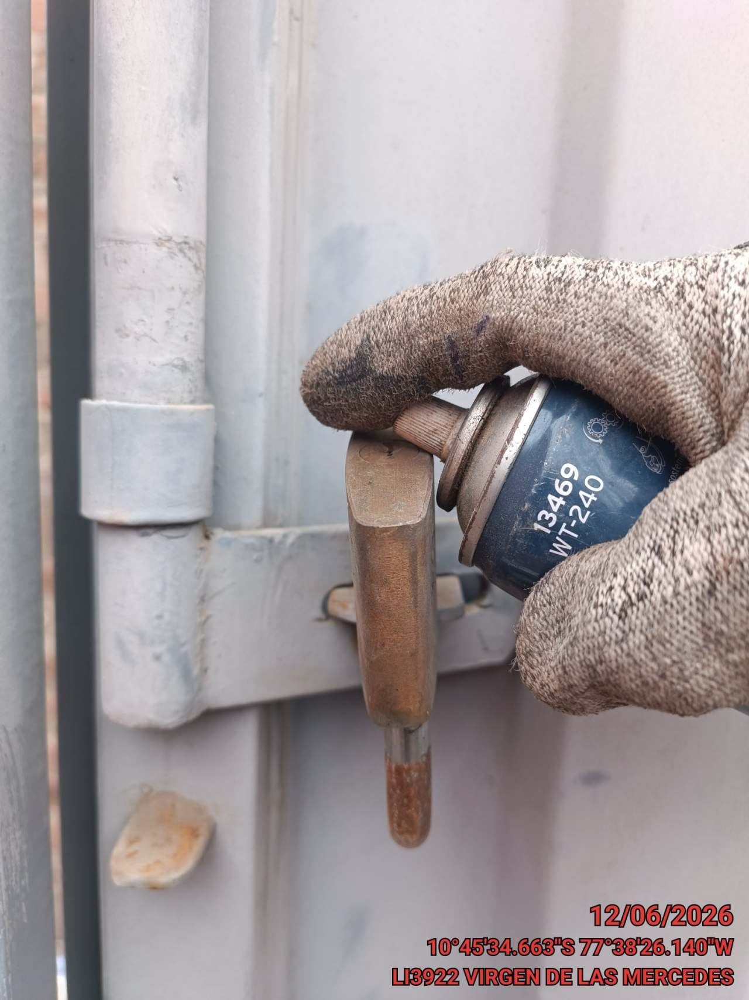 13469
WT-240
12/06/2026
10°45'34.663"S 77°38'26.140"W
LI3922 VIRGEN DE LAS MERCEDES